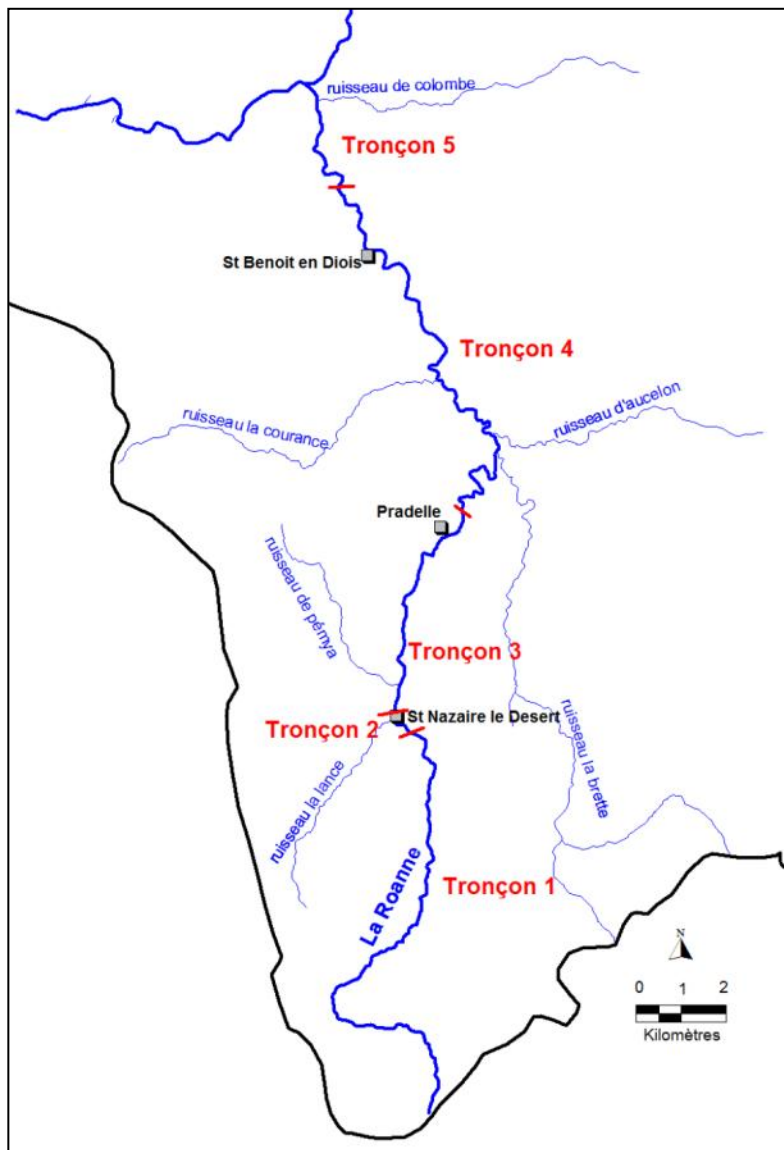 ruisseau de colombe
Tronçon 5
St Benoit en Diois
Tronçon 4
ruisseau d'aucelon
ruisseau la courance
Pradelle
ruisseau de pémya
Tronçon 3
St Nazaire le Desert
Tronçon 2
ruisseau la brette
ruisseau la lance
Tronçon 1
La Roanne
N
0 1 2
Kilomètres